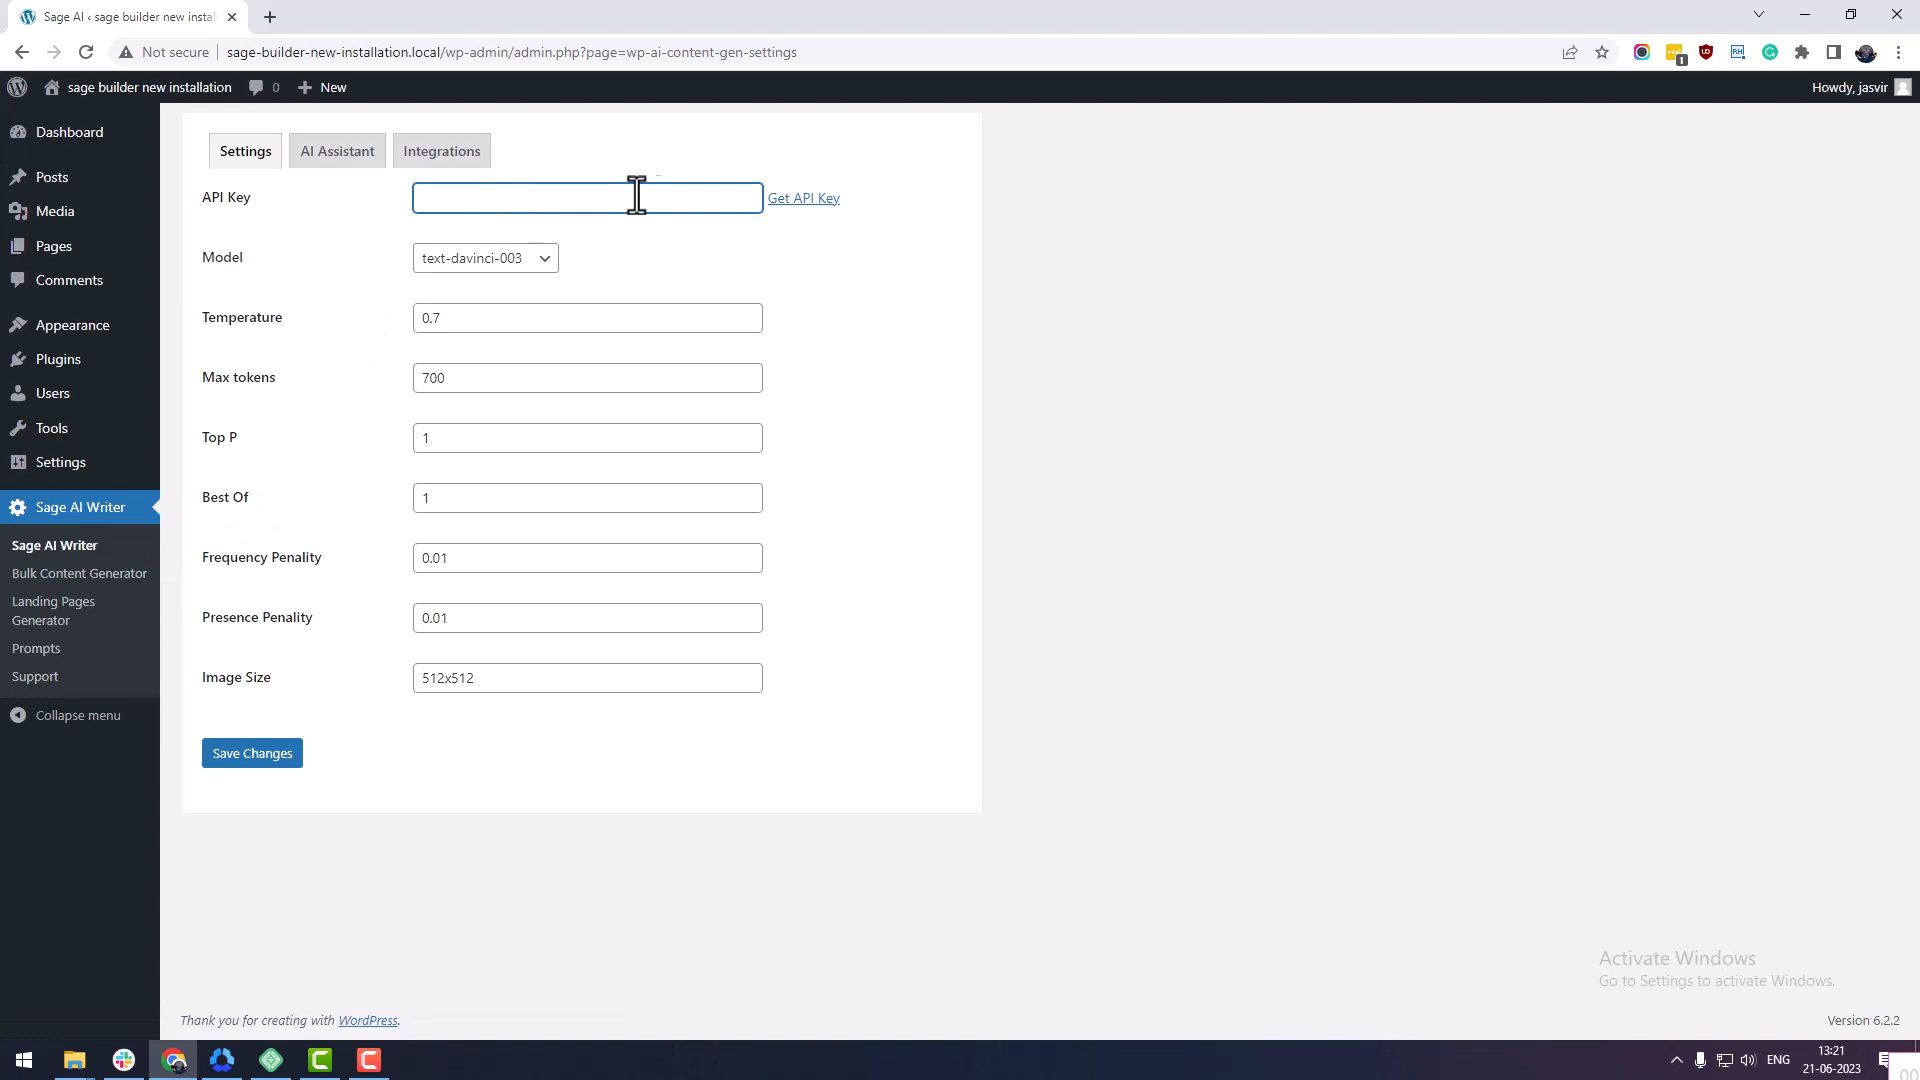 Sage AI ‹ sage builder new instal
Not secure
sage-builder-new-installation.local/wp-admin/admin.php?page=wp-ai-content-gen-settings
1
sage builder new installation
0
New
Howdy, jasvir
Dashboard
Posts
Media
Pages
Comments
Appearance
Plugins
Users
Tools
Settings
Sage AI Writer
Sage AI Writer
Bulk Content Generator
Landing Pages
Generator
Prompts
Support
Collapse menu
Settings
AI Assistant
Integrations
API Key
Get API Key
Model
text-davinci-003
Temperature
0.7
Max tokens
700
Top P
1
Best Of
1
Frequency Penality
0.01
Presence Penality
0.01
Image Size
512x512
Save Changes
Activate Windows
Go to Settings to activate Windows.
Thank you for creating with WordPress.
Version 6.2.2
ENG
13:21
21-06-2023